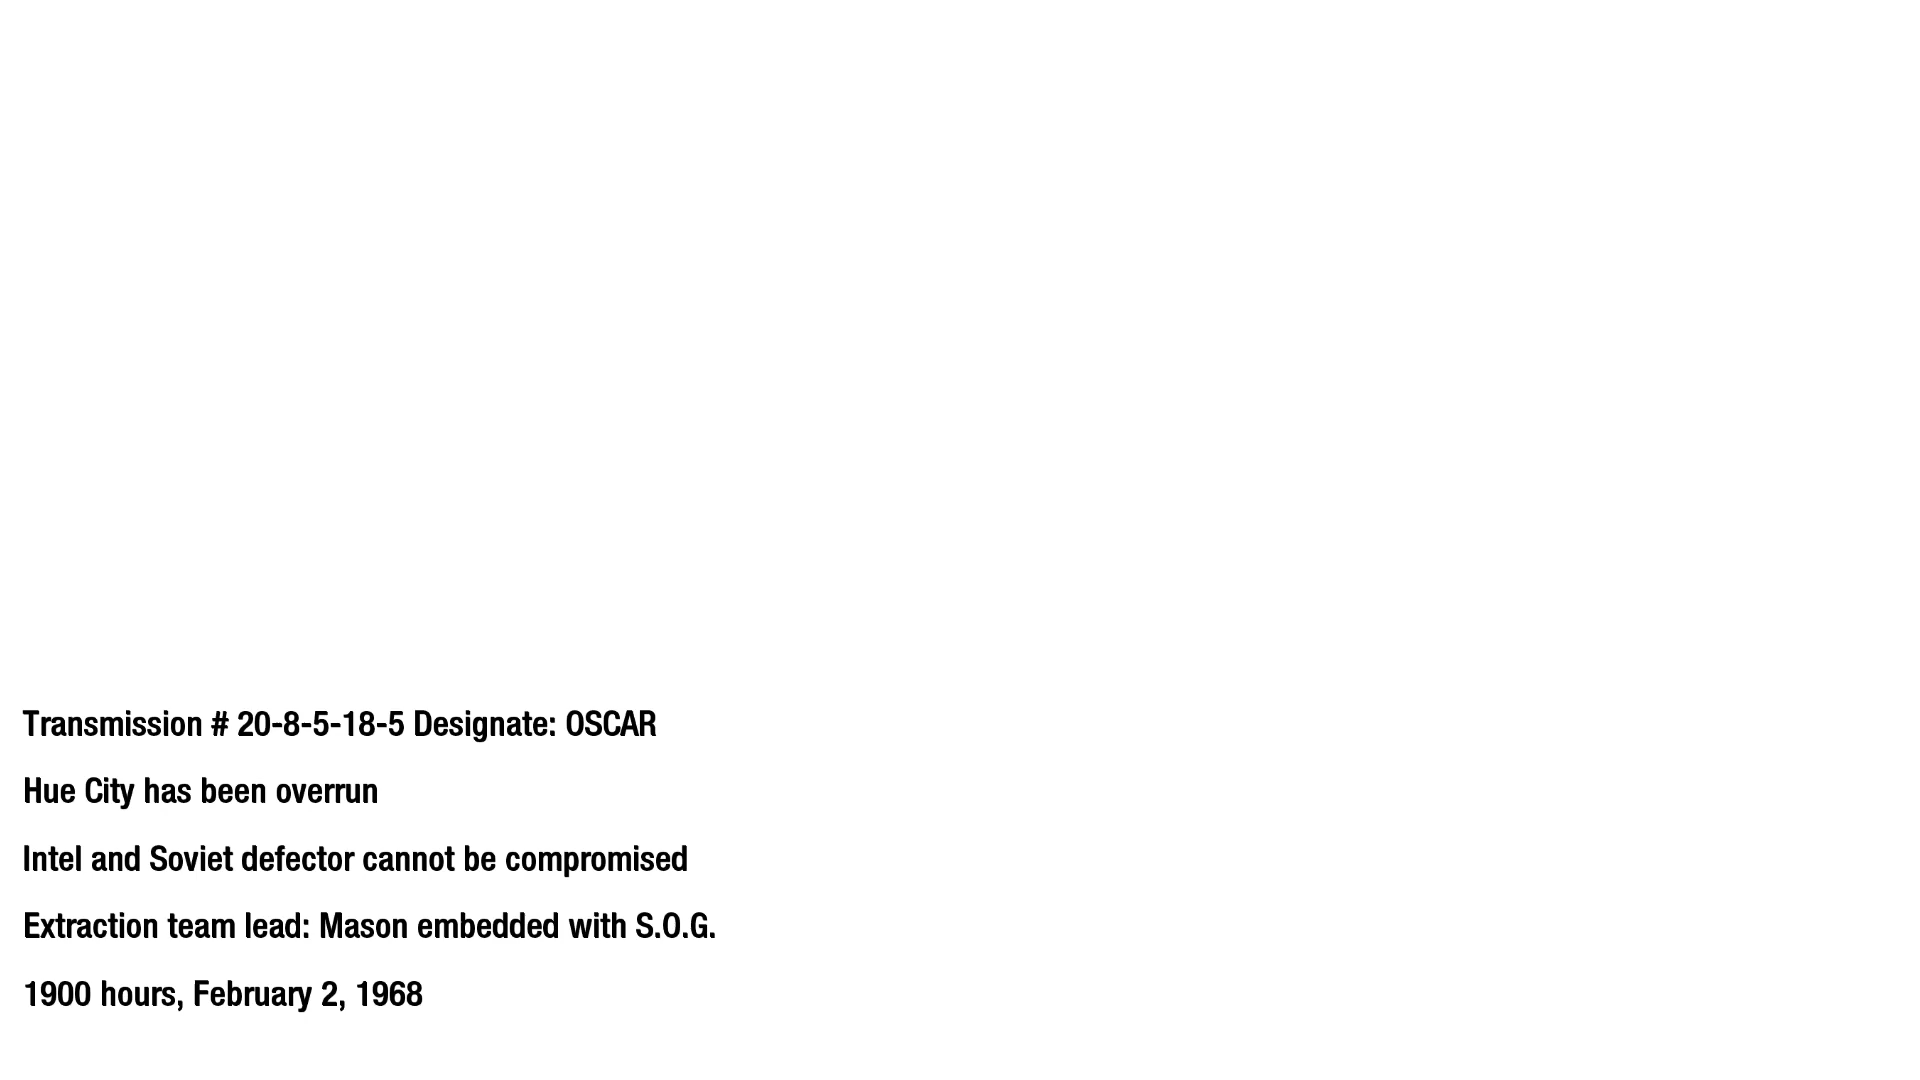 Transmission # 20-8-5-18-5 Designate: OSCAR
Hue City has been overrun
Intel and Soviet defector cannot be compromised
Extraction team lead: Mason embedded with S.O.G.
1900 hours, February 2, 1968